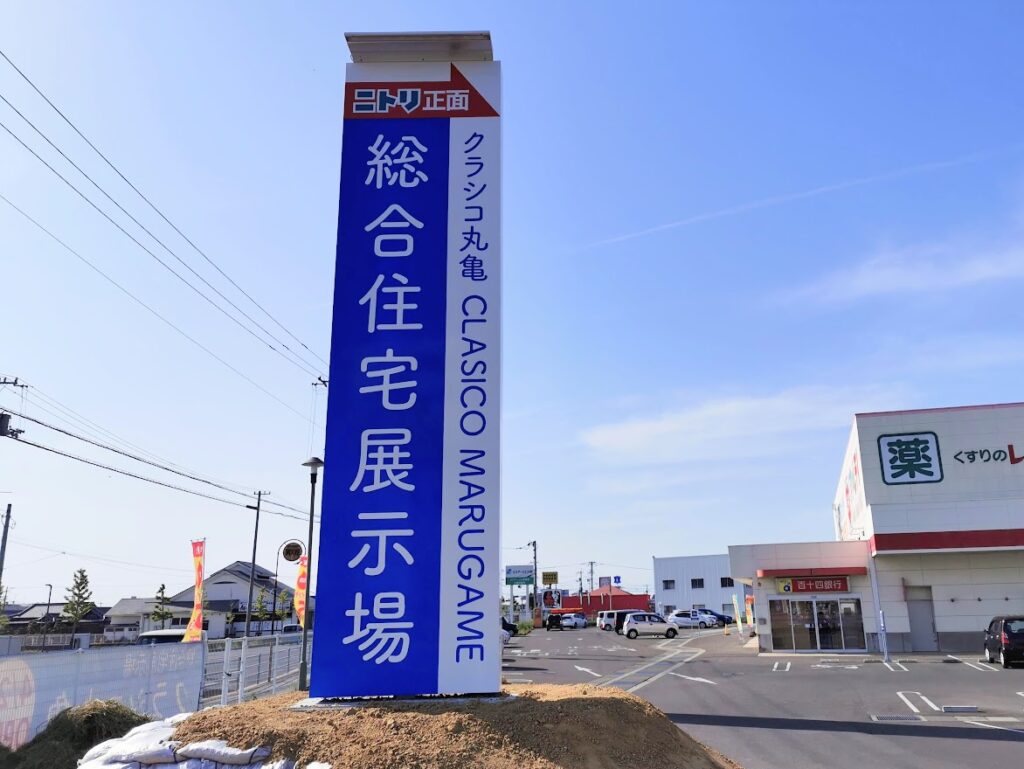 ニトリ正面
総合住宅展示場
クラシコ丸亀 CLASICO MARUGAME
薬
くすりのレ
百十四銀行